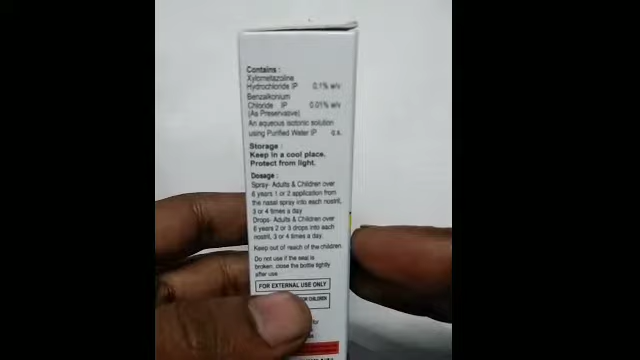 Contains :
Xylometazoline
Hydrochloride IP 0.1% w/v
Benzalkonium
Chloride IP 0.01% w/v
(As Preservative)
An aqueous isotonic solution
using Purified Water IP q.s.
Storage :
Keep in a cool place.
Protect from light.
Dosage :
Spray- Adults & Children over
6 years 1 or 2 application from
the nasal spray into each nostril,
3 or 4 times a day
Drops- Adults & Children over
6 years 2 or 3 drops into each
nostril, 3 or 4 times a day.
Keep out of reach of the children
Do not use if the seal is
broken, close the bottle tightly
after use
FOR EXTERNAL USE ONLY
FOR CHILDREN
for